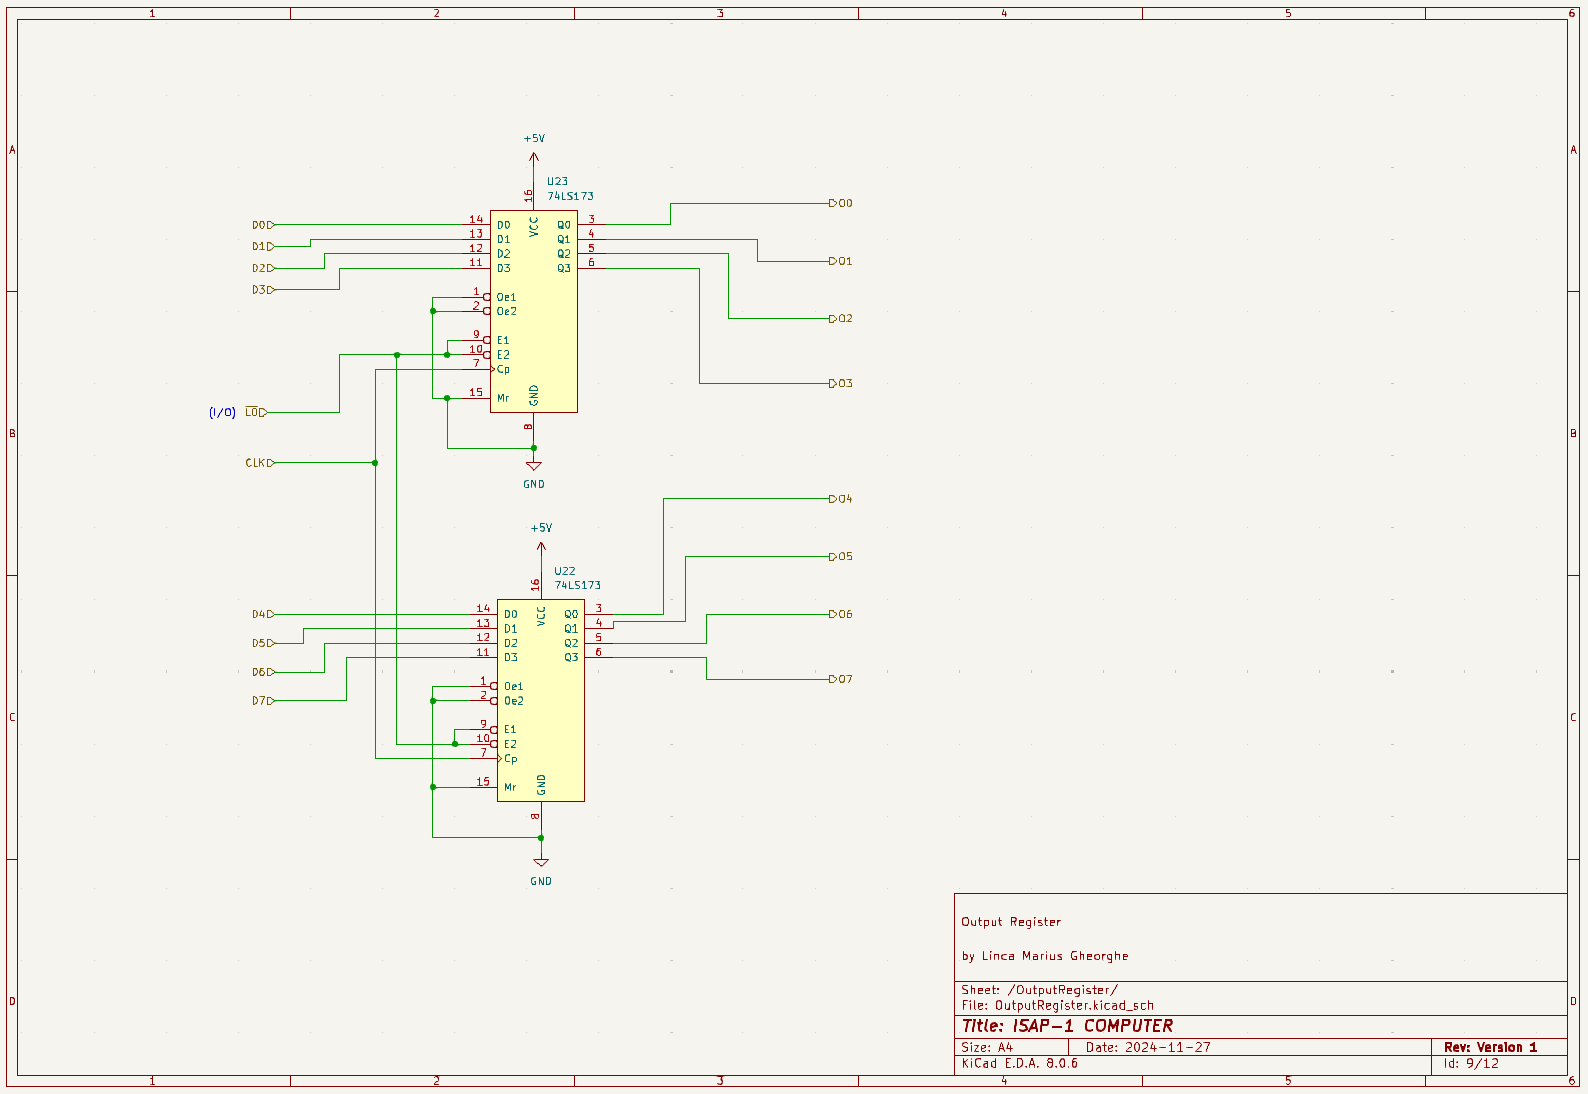 1 2 3 4 5 6
A A
B B
C C
D D
+5V
U23
74LS173
16
VCC
D0 14 D0 Q0 3 O0
D1 13 D1 Q1 4 O1
D2 12 D2 Q2 5 O2
D3 11 D3 Q3 6 O3
1 Oe1
2 Oe2
9 E1
10 E2
7 Cp
15 Mr
GND
8
(I/O) LO
CLK
GND
+5V
U22
74LS173
16
VCC
D4 14 D0 Q0 3 O4
D5 13 D1 Q1 4 O5
D6 12 D2 Q2 5 O6
D7 11 D3 Q3 6 O7
1 Oe1
2 Oe2
9 E1
10 E2
7 Cp
15 Mr
GND
8
GND
Output Register
by Linca Marius Gheorghe
Sheet: /OutputRegister/
File: OutputRegister.kicad_sch
Title: ISAP-1 COMPUTER
Size: A4 Date: 2024-11-27 Rev: Version 1
KiCad E.D.A. 8.0.6 Id: 9/12
1 2 3 4 5 6